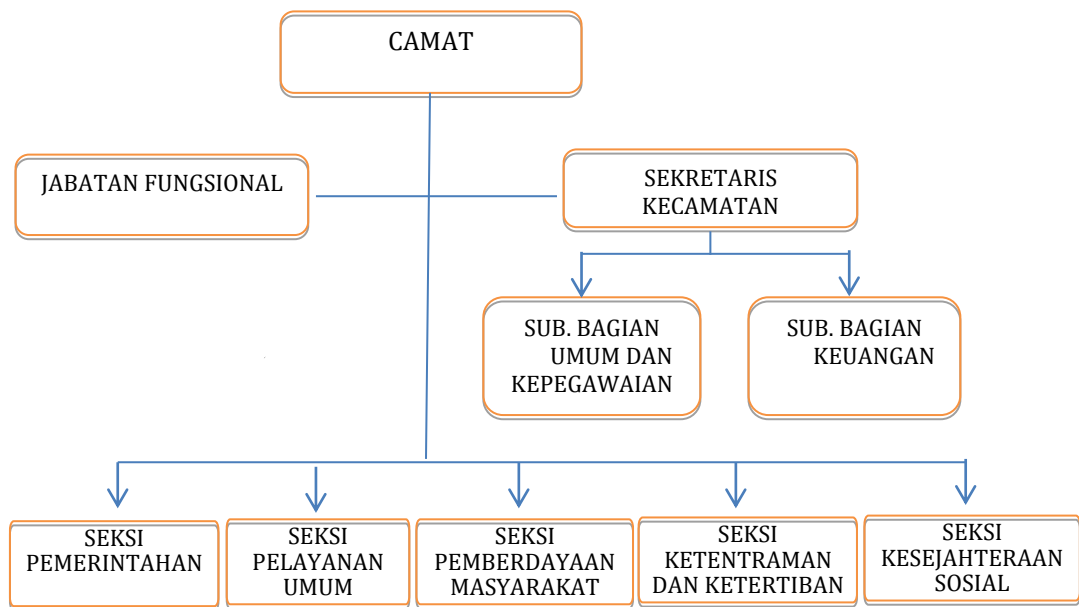 CAMAT
JABATAN FUNGSIONAL
SEKRETARIS
KECAMATAN
SUB. BAGIAN
UMUM DAN
KEPEGAWAIAN
SUB. BAGIAN
KEUANGAN
SEKSI
PEMERINTAHAN
SEKSI
PELAYANAN
UMUM
SEKSI
PEMBERDAYAAN
MASYARAKAT
SEKSI
KETENTRAMAN
DAN KETERTIBAN
SEKSI
KESEJAHTERAAN
SOSIAL